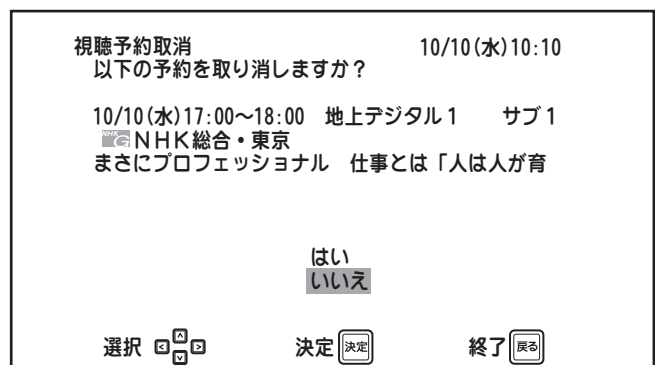 視聴予約取消 10/10(水)10:10
以下の予約を取り消しますか？
10/10(水)17:00〜18:00 地上デジタル1 サブ1
NHK G NHK総合・東京
まさにプロフェッショナル 仕事とは「人は人が育
はい
いいえ
選択 決定 決定 終了 戻る